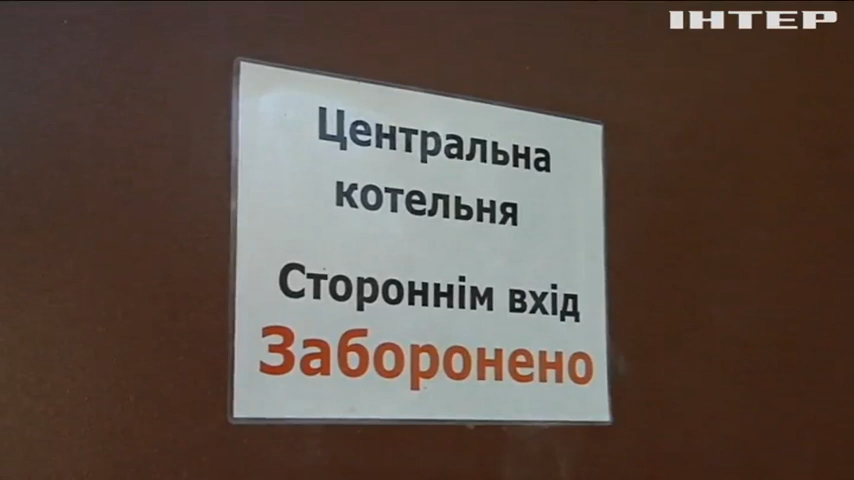 ІНТЕР
Центральна
котельня
Стороннім вхід
Заборонено